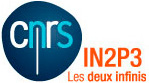 cnrs
IN2P3
Les deux infinis